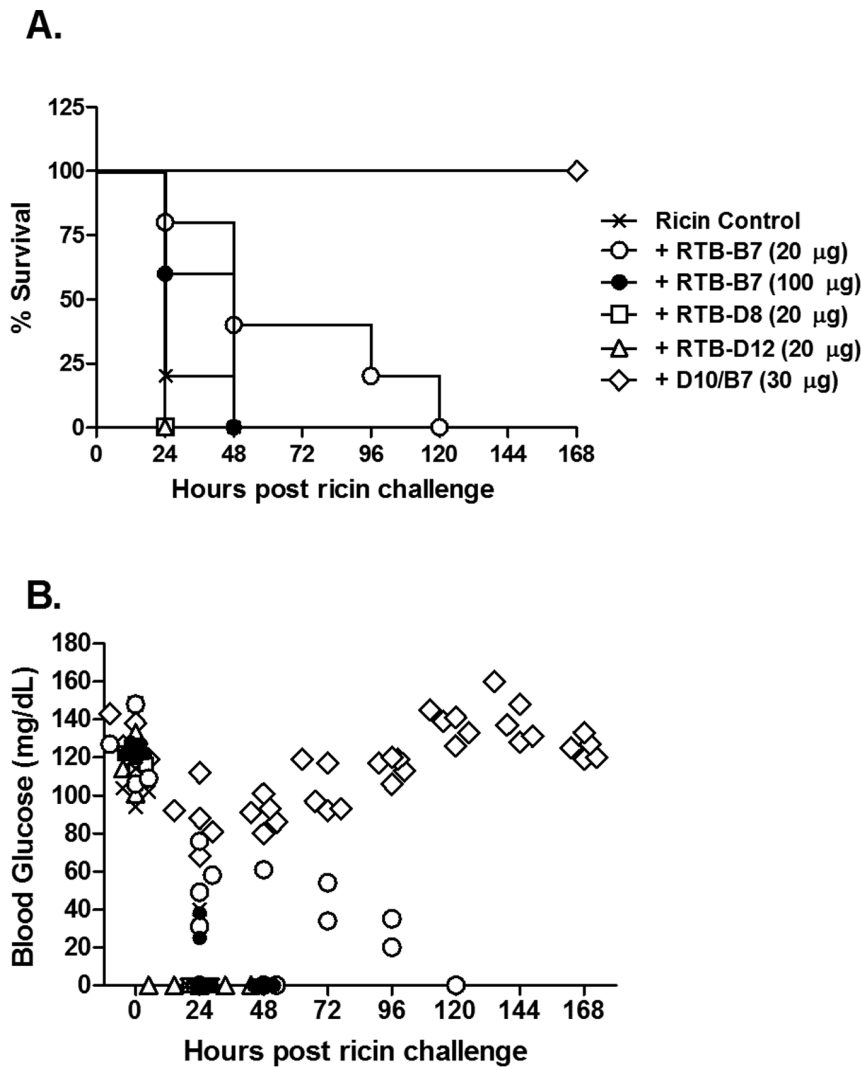 A.
125
100
75
50
25
0
% Survival
0 24 48 72 96 120 144 168
Hours post ricin challenge
Ricin Control
+ RTB-B7 (20 µg)
+ RTB-B7 (100 µg)
+ RTB-D8 (20 µg)
+ RTB-D12 (20 µg)
+ D10/B7 (30 µg)
B.
180
160
140
120
100
80
60
40
20
0
Blood Glucose (mg/dL)
0 24 48 72 96 120 144 168
Hours post ricin challenge